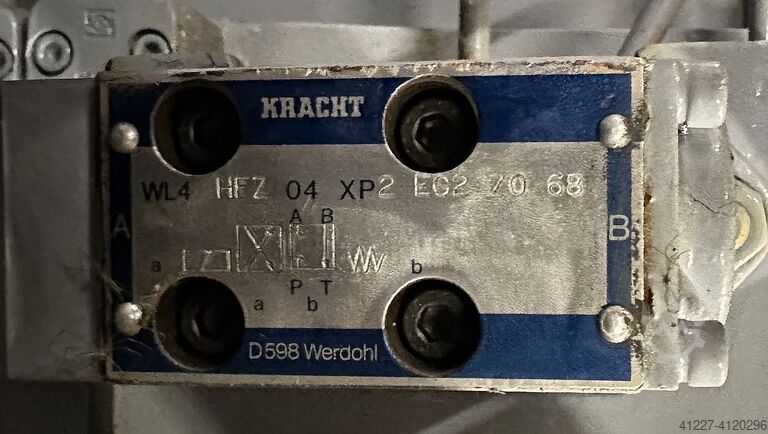 KRACHT
WL4 HFZ 04 XP2 EG2 70 68
A B
A
B
a
b
P T
a b
D598 Werdohl
41227-4120296